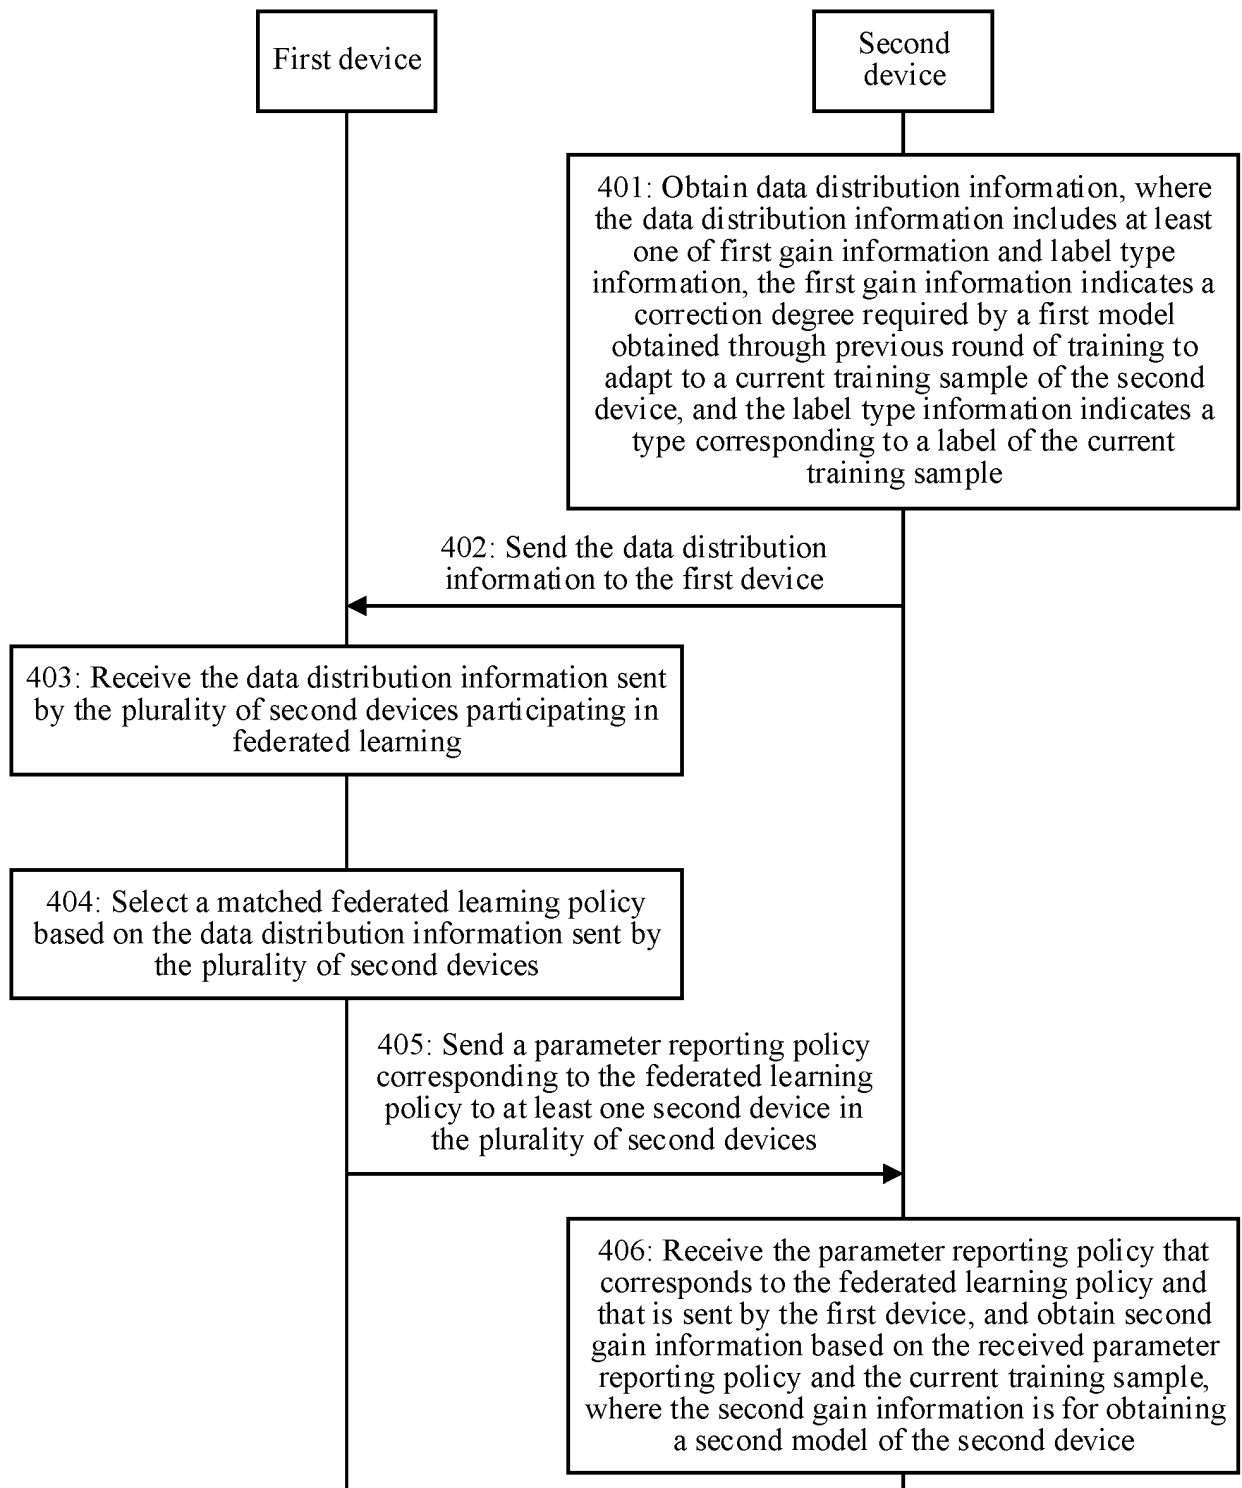 First device
Second
device
401: Obtain data distribution information, where
the data distribution information includes at least
one of first gain information and label type
information, the first gain information indicates a
correction degree required by a first model
obtained through previous round of training to
adapt to a current training sample of the second
device, and the label type information indicates a
type corresponding to a label of the current
training sample
402: Send the data distribution
information to the first device
403: Receive the data distribution information sent
by the plurality of second devices participating in
federated learning
404: Select a matched federated learning policy
based on the data distribution information sent by
the plurality of second devices
405: Send a parameter reporting policy
corresponding to the federated learning
policy to at least one second device in
the plurality of second devices
406: Receive the parameter reporting policy that
corresponds to the federated learning policy and
that is sent by the first device, and obtain second
gain information based on the received parameter
reporting policy and the current training sample,
where the second gain information is for obtaining
a second model of the second device